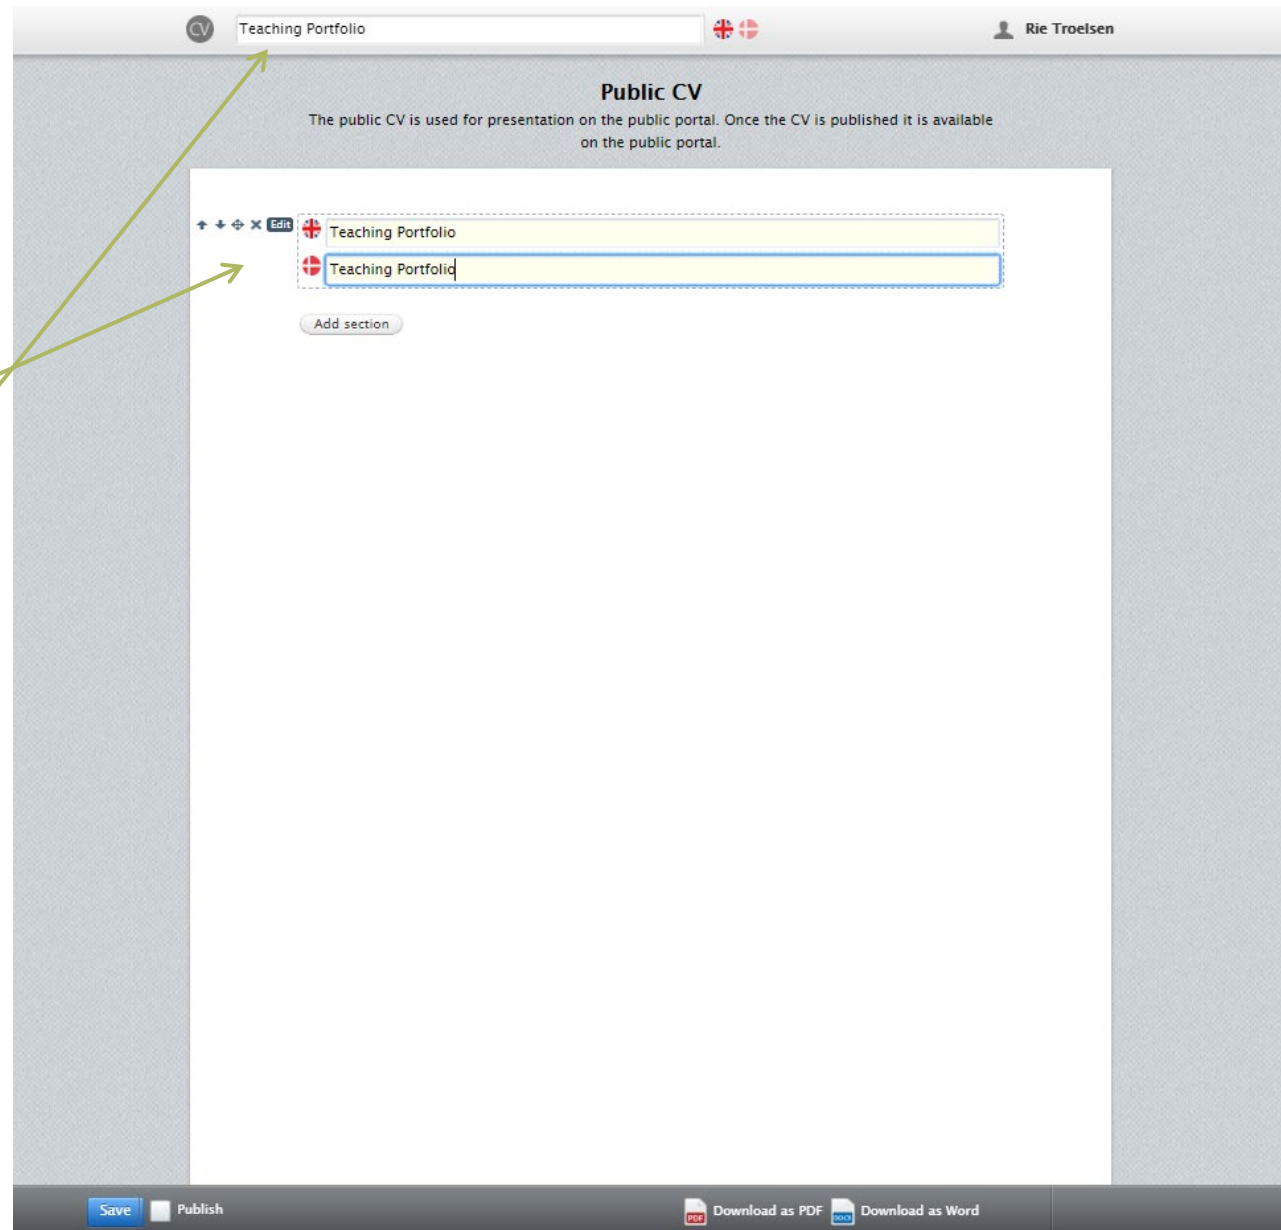 CV Teaching Portfolio Rie Troelsen
Public CV
The public CV is used for presentation on the public portal. Once the CV is published it is available
on the public portal.
Edit Teaching Portfolio
Teaching Portfolio
Add section
Save Publish PDF Download as PDF DOCX Download as Word